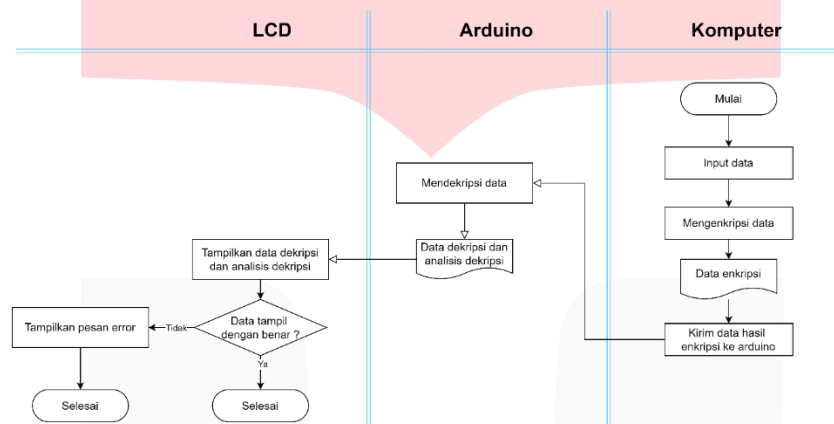 LCD
Arduino
Komputer
Mulai
Input data
Mengenkripsi data
Data enkripsi
Kirim data hasil
enkripsi ke arduino
Mendekripsi data
Data dekripsi dan
analisis dekripsi
Tampilkan data dekripsi
dan analisis dekripsi
Data tampil
dengan benar ?
Tidak
Tampilkan pesan error
Selesai
Ya
Selesai